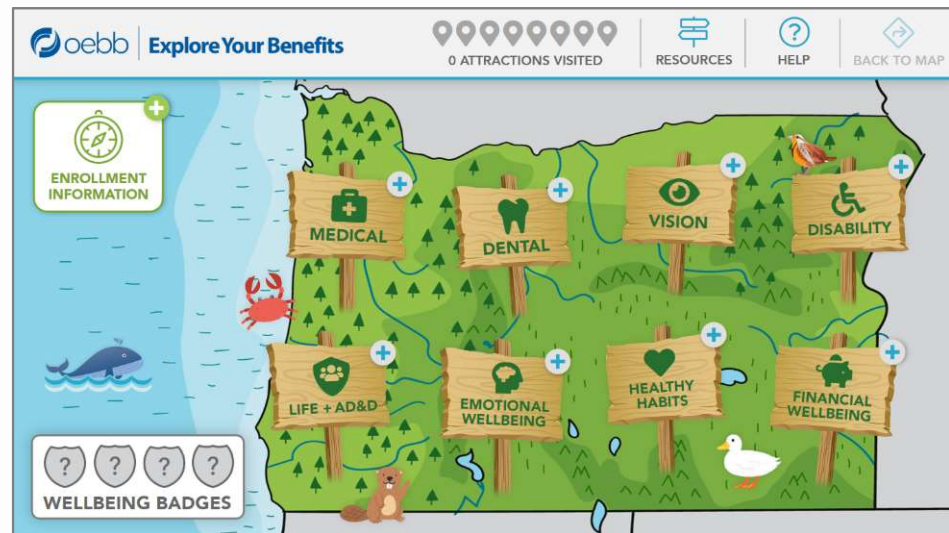 oebb
Explore Your Benefits
0 ATTRACTIONS VISITED
RESOURCES
?
HELP
BACK TO MAP
ENROLLMENT
INFORMATION
MEDICAL
DENTAL
VISION
DISABILITY
LIFE + AD&D
EMOTIONAL
WELLBEING
HEALTHY
HABITS
FINANCIAL
WELLBEING
? ? ? ?
WELLBEING BADGES